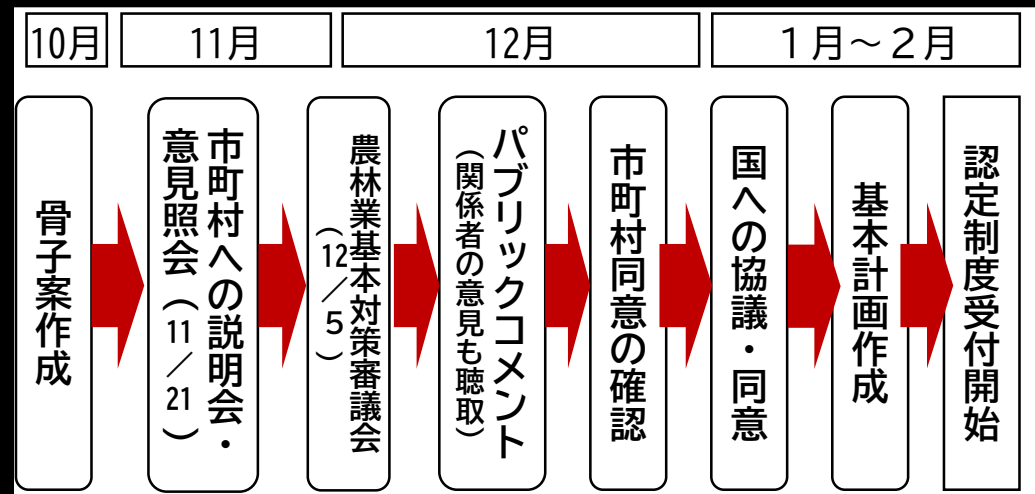 10月
11月
12月
１月～２月
骨子案作成
市町村への説明会・
意見照会（11／21）
農林業基本対策審議会
（12／５）
パブリックコメント
（関係者の意見も聴取）
市町村同意の確認
国への協議・同意
基本計画作成
認定制度受付開始